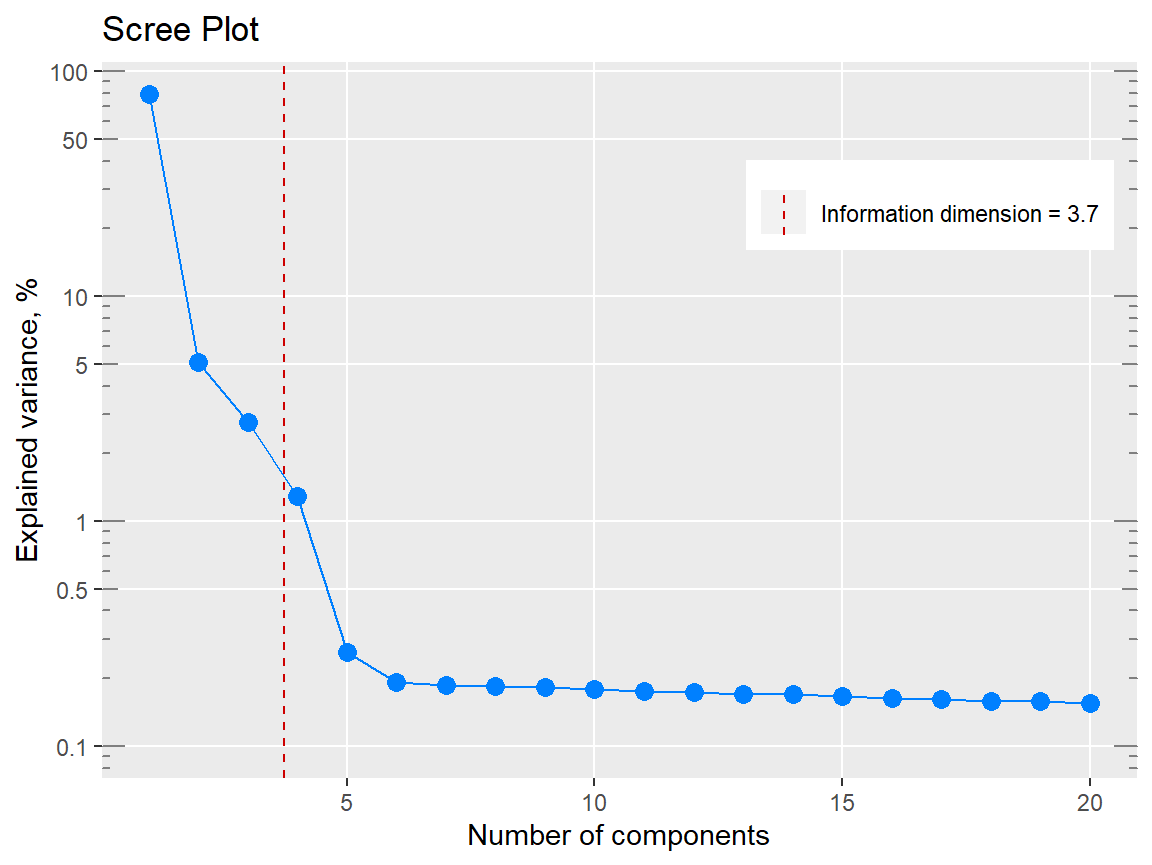 Scree Plot
100
50
10
5
1
0.5
0.1
Explained variance, %
Information dimension = 3.7
5
10
15
20
Number of components